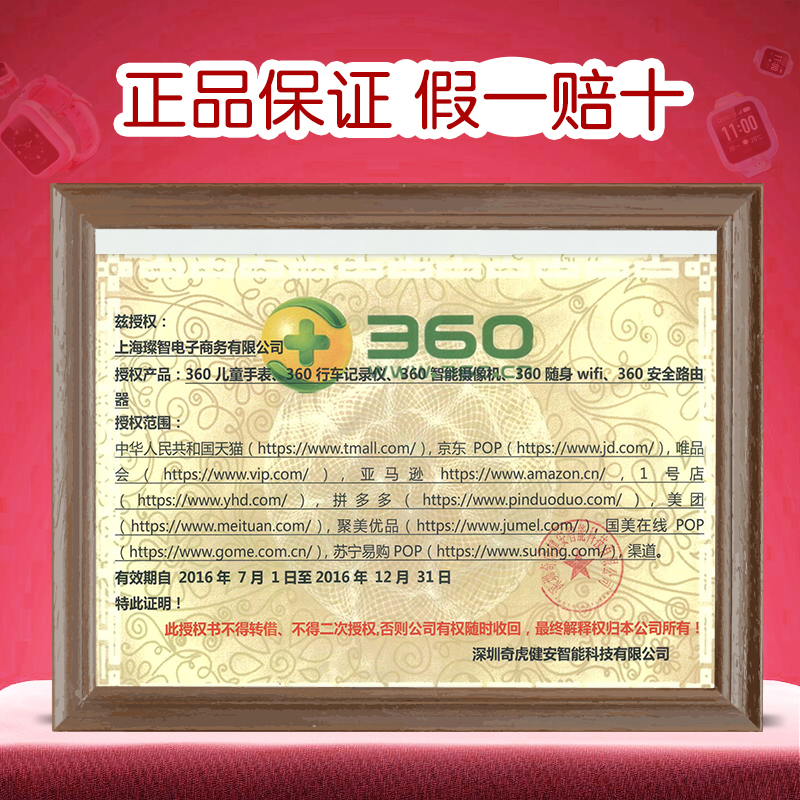 正品保证 假一赔十
11:00
360
兹授权：
上海璨智电子商务有限公司
授权产品：360 儿童手表、360 行车记录仪、360 智能摄像机、360 随身 wifi、360 安全路由
器
授权范围：
中华人民共和国天猫（https://www.tmall.com/），京东 POP（https://www.jd.com/），唯品
会（https://www.vip.com/），亚马逊 https://www.amazon.cn/，1 号店
（https://www.yhd.com/），拼多多（https://www.pinduoduo.com/），美团
（https://www.meituan.com/），聚美优品（https://www.jumei.com/），国美在线 POP
（https://www.gome.com.cn/），苏宁易购 POP（https://www.suning.com/），渠道。
有效期自 2016 年 7 月 1 日至 2016 年 12 月 31 日
特此证明！
此授权书不得转借、不得二次授权,否则公司有权随时收回，最终解释权归本公司所有！
深圳奇虎健安智能科技有限公司